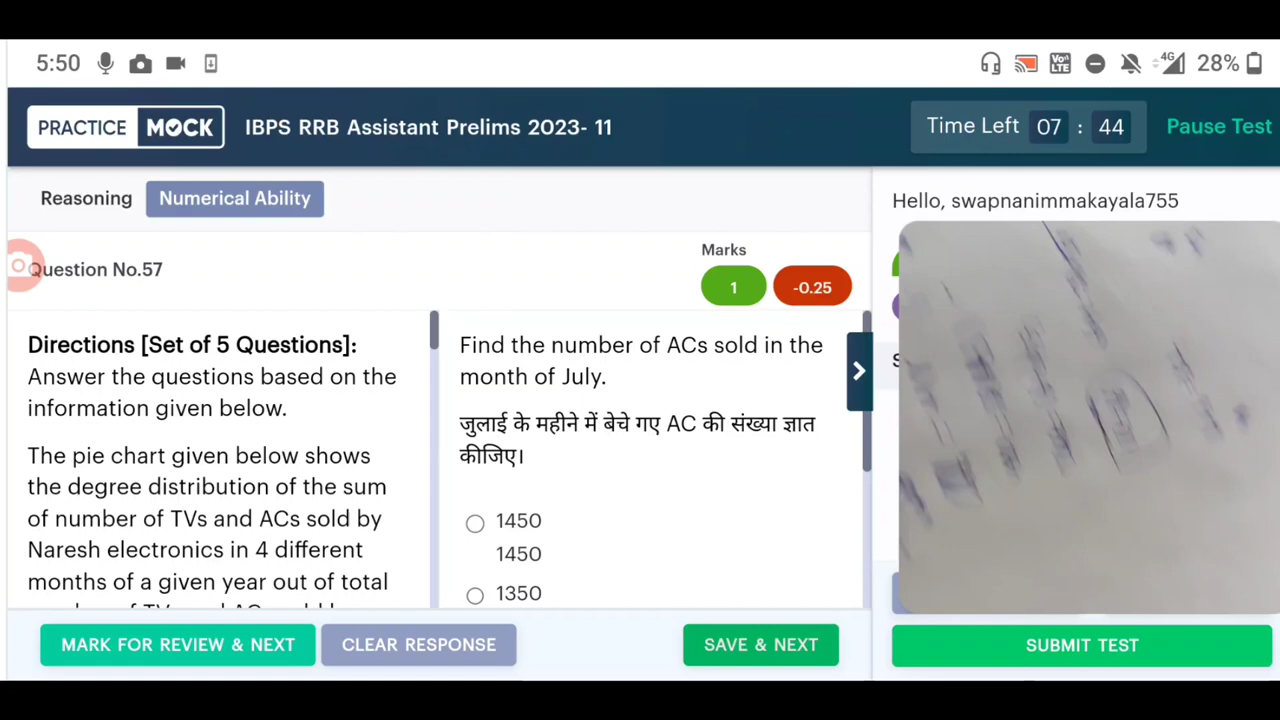 5:50 Vo)) LTE 4G 28%
PRACTICE MOCK IBPS RRB Assistant Prelims 2023- 11 Time Left 07 : 44 Pause Test
Reasoning Numerical Ability
Hello, swapnanimmakayala755
Question No.57
Marks
1 -0.25
Directions [Set of 5 Questions]:
Answer the questions based on the
information given below.
The pie chart given below shows
the degree distribution of the sum
of number of TVs and ACs sold by
Naresh electronics in 4 different
months of a given year out of total
Find the number of ACs sold in the
month of July.
जुलाई के महीने में बेचे गए AC की संख्या ज्ञात
कीजिए।
1450
1450
1350
MARK FOR REVIEW & NEXT CLEAR RESPONSE SAVE & NEXT
SUBMIT TEST